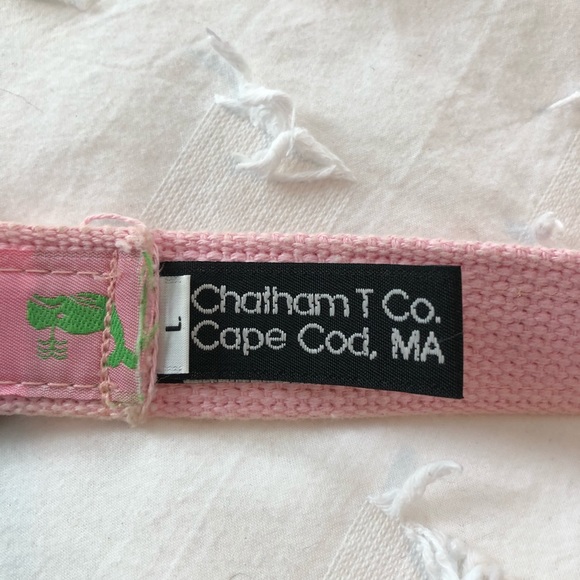 Chatham T Co.
Cape Cod, MA
L